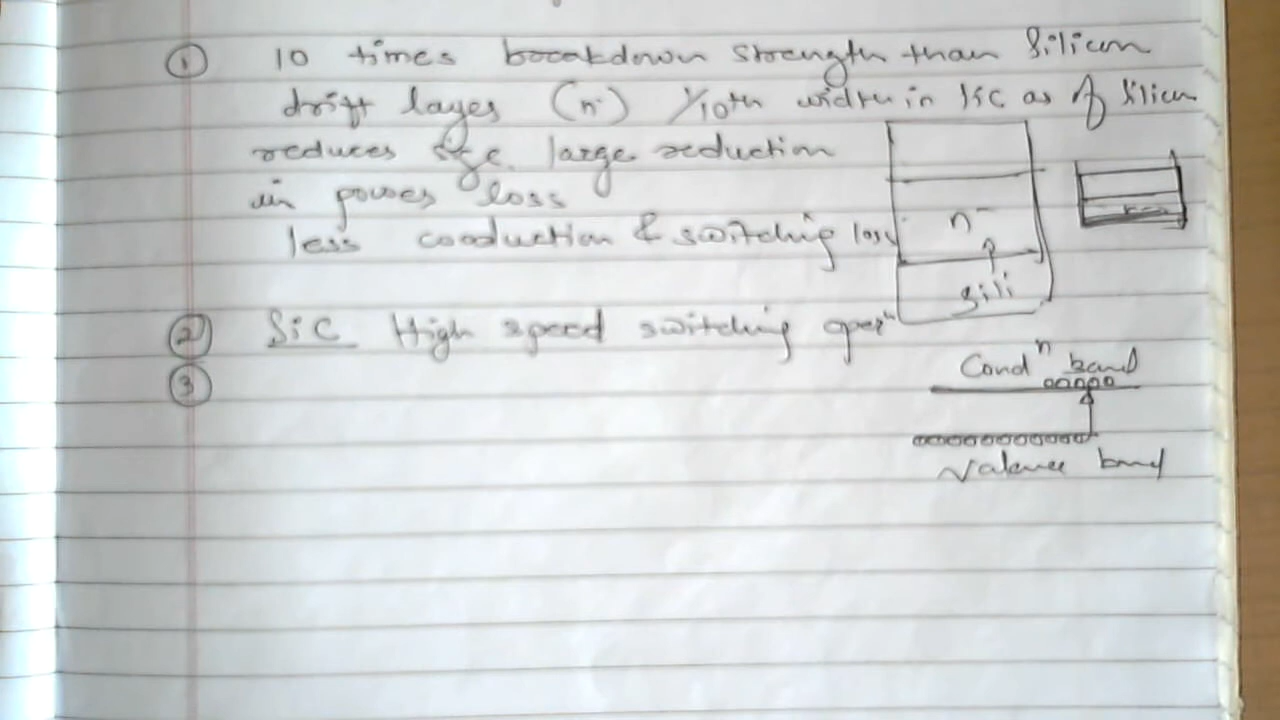 ① 10 times breakdown strength than Silicon
drift layer (n⁻) 1/10th width in SiC as of Silicon
reduces size large reduction
in power loss
less conduction & switching loss
n⁻
sili
② SiC High speed switching operⁿ
③
Condⁿ band
Valence band